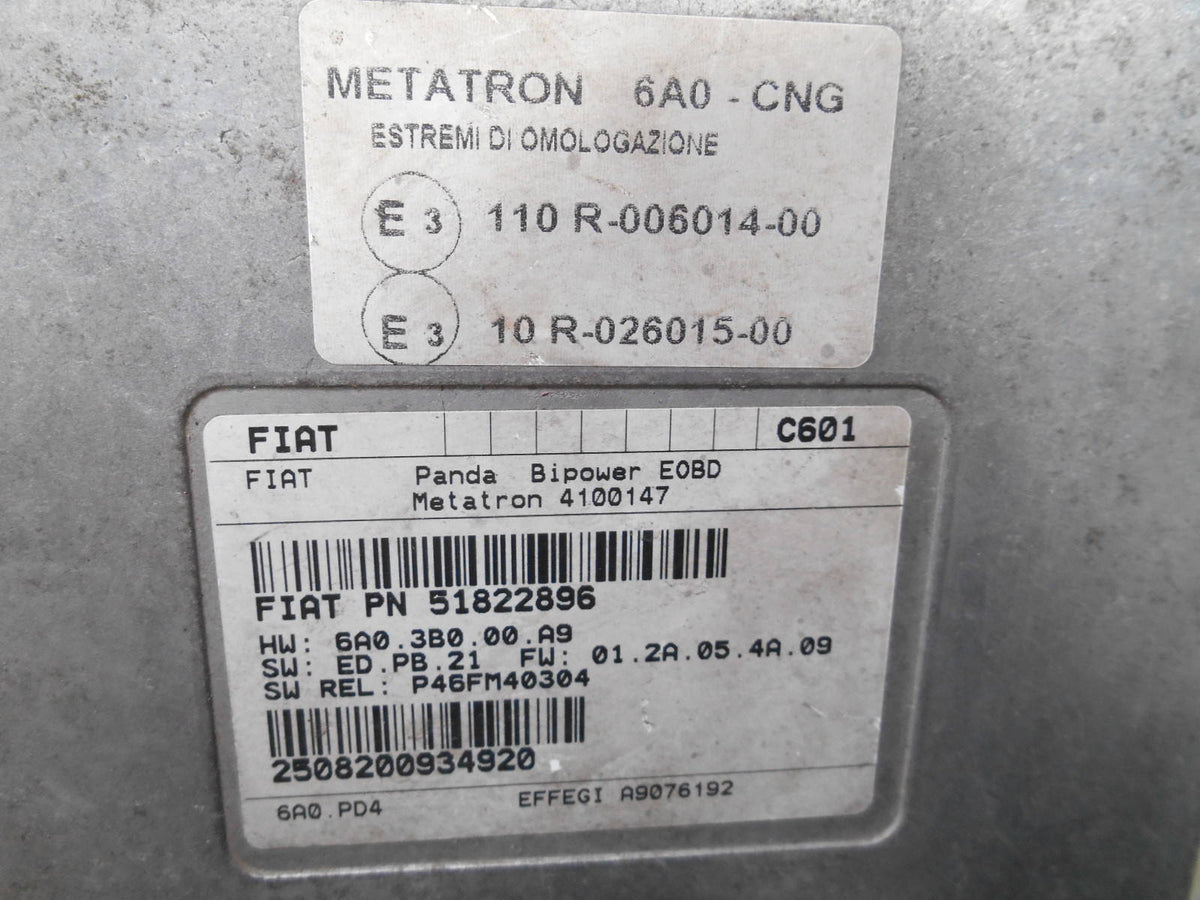 METATRON 6A0 - CNG
ESTREMI DI OMOLOGAZIONE
E 3 110 R-006014-00
E 3 10 R-026015-00
FIAT C601
FIAT Panda Bipower EOBD
Metatron 4100147
FIAT PN 51822896
HW: 6A0.3B0.00.A9
SW: ED.PB.21 FW: 01.2A.05.4A.09
SW REL: P46FM40304
2508200934920
6A0.PD4 EFFEGI A9076192